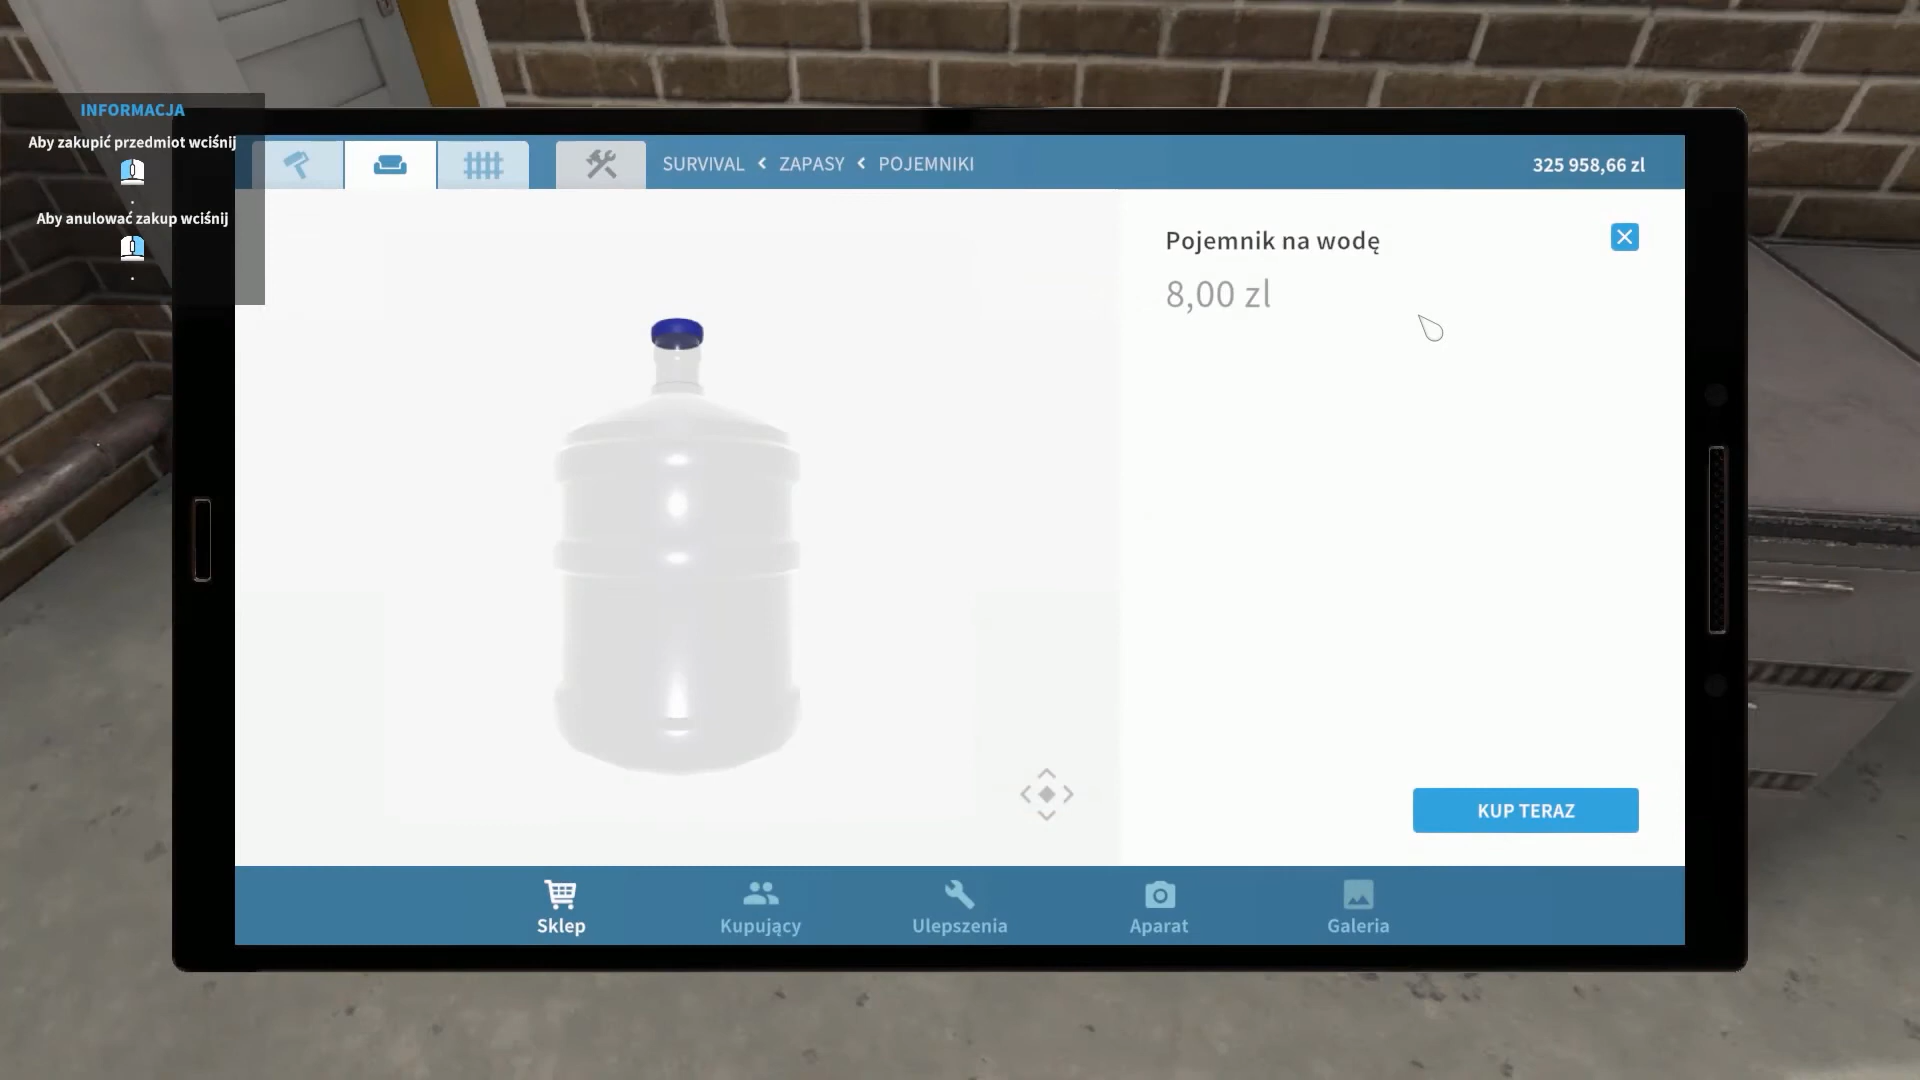 INFORMACJA
Aby zakupić przedmiot wciśnij
.
Aby anulować zakup wciśnij
.
SURVIVAL < ZAPASY < POJEMNIKI
325 958,66 zl
Pojemnik na wodę
8,00 zl
KUP TERAZ
Sklep
Kupujący
Ulepszenia
Aparat
Galeria